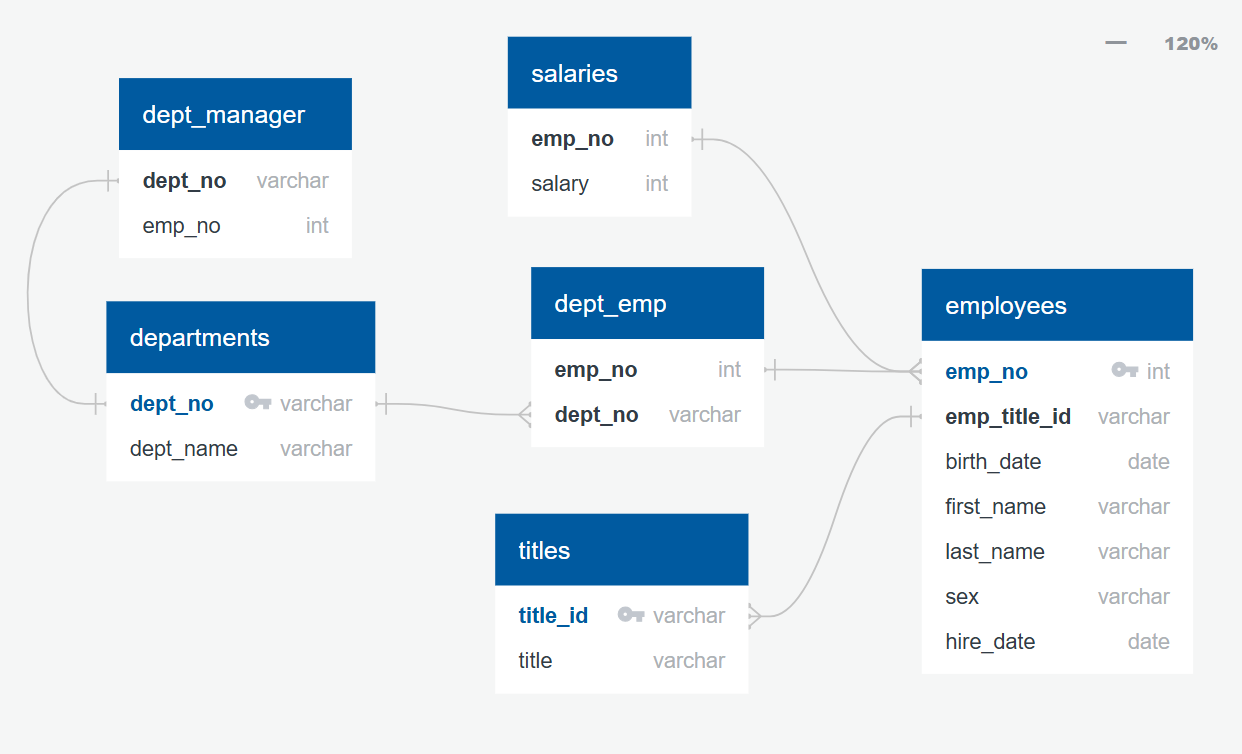 120%
salaries
emp_no int
salary int
dept_manager
dept_no varchar
emp_no int
dept_emp
emp_no int
dept_no varchar
employees
emp_no int
emp_title_id varchar
birth_date date
first_name varchar
last_name varchar
sex varchar
hire_date date
departments
dept_no varchar
dept_name varchar
titles
title_id varchar
title varchar